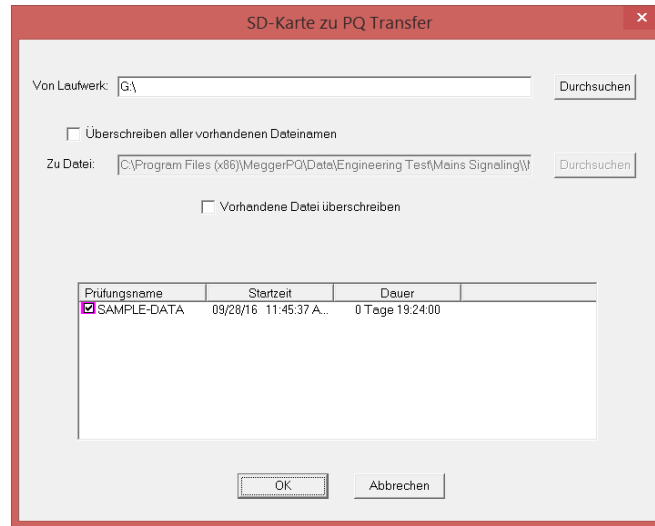 SD-Karte zu PQ Transfer
Von Laufwerk: G:\ Durchsuchen
Überschreiben aller vorhandenen Dateinamen
Zu Datei: C:\Program Files (x86)\MeggerPQ\Data\Engineering Test\Mains Signaling\\ Durchsuchen
Vorhandene Datei überschreiben
Prüfungsname Startzeit Dauer
SAMPLE-DATA 09/28/16 11:45:37 A... 0 Tage 19:24:00
OK Abbrechen